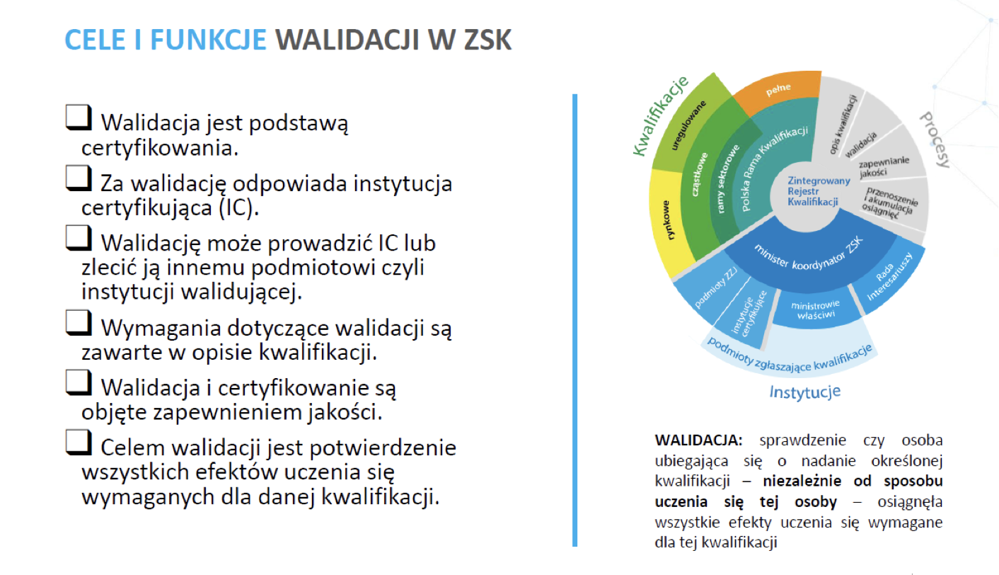 CELE I FUNKCJE WALIDACJI W ZSK
Walidacja jest podstawą
certyfikowania.
Za walidację odpowiada instytucja
certyfikująca (IC).
Walidację może prowadzić IC lub
zlecić ją innemu podmiotowi czyli
instytucji walidującej.
Wymagania dotyczące walidacji są
zawarte w opisie kwalifikacji.
Walidacja i certyfikowanie są
objęte zapewnieniem jakości.
Celem walidacji jest potwierdzenie
wszystkich efektów uczenia się
wymaganych dla danej kwalifikacji.
Kwalifikacje
uregulowane
pełne
rynkowe
cząstkowe
ramy sektorowe
Polska Rama Kwalifikacji
Procesy
opis kwalifikacji
walidacja
zapewnianie
jakości
przenoszenie
i akumulacja
osiągnięć
Zintegrowany
Rejestr
Kwalifikacji
minister koordynator ZSK
podmioty ZZJ
instytucje
certyfikujące
ministrowie
właściwi
Rada
Interesariuszy
podmioty zgłaszające kwalifikacje
Instytucje
WALIDACJA: sprawdzenie czy osoba
ubiegająca się o nadanie określonej
kwalifikacji – niezależnie od sposobu
uczenia się tej osoby – osiągnęła
wszystkie efekty uczenia się wymagane
dla tej kwalifikacji